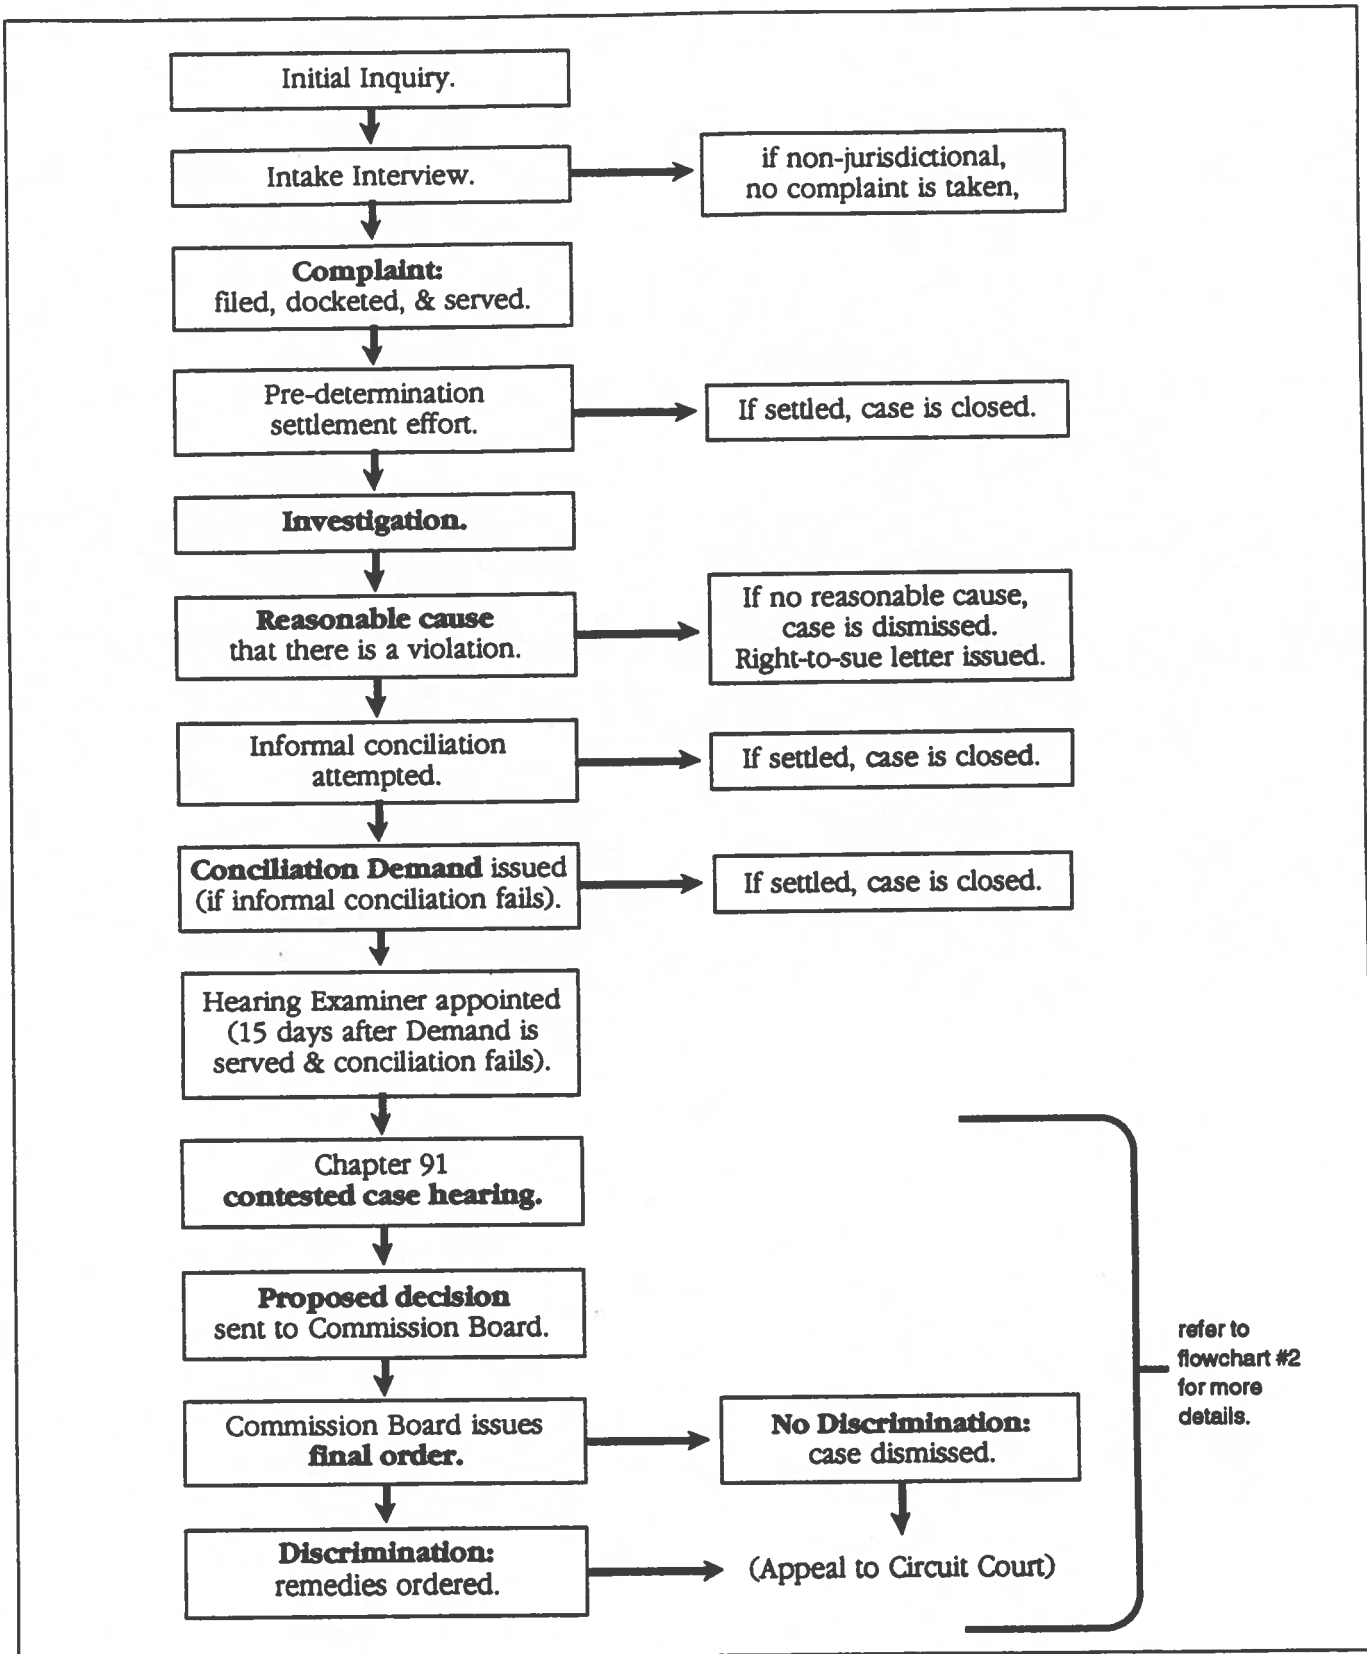 Initial Inquiry.
Intake Interview.
if non-jurisdictional,
no complaint is taken,
Complaint:
filed, docketed, & served.
Pre-determination
settlement effort.
If settled, case is closed.
Investigation.
Reasonable cause
that there is a violation.
If no reasonable cause,
case is dismissed.
Right-to-sue letter issued.
Informal conciliation
attempted.
If settled, case is closed.
Conciliation Demand issued
(if informal conciliation fails).
If settled, case is closed.
Hearing Examiner appointed
(15 days after Demand is
served & conciliation fails).
Chapter 91
contested case hearing.
Proposed decision
sent to Commission Board.
Commission Board issues
final order.
No Discrimination:
case dismissed.
Discrimination:
remedies ordered.
(Appeal to Circuit Court)
refer to
flowchart #2
for more
details.